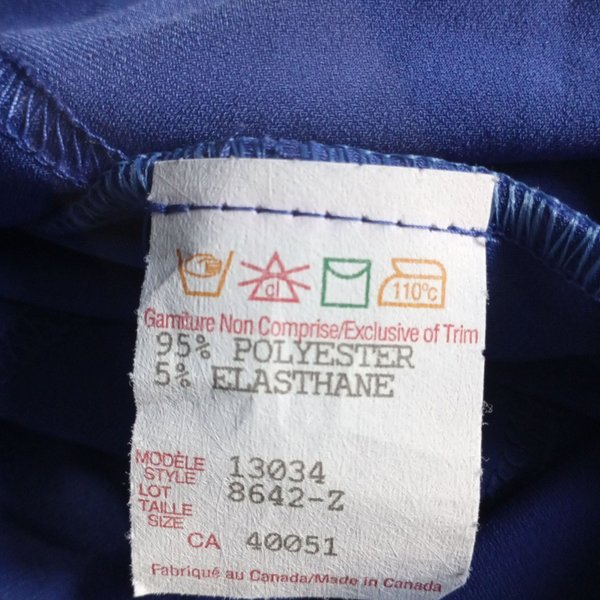 cl
110°C
Garniture Non Comprise/Exclusive of Trim
95% POLYESTER
5% ELASTHANE
MODÈLE
STYLE 13034
LOT 8642-Z
TAILLE
SIZE
CA 40051
Fabriqué au Canada/Made in Canada